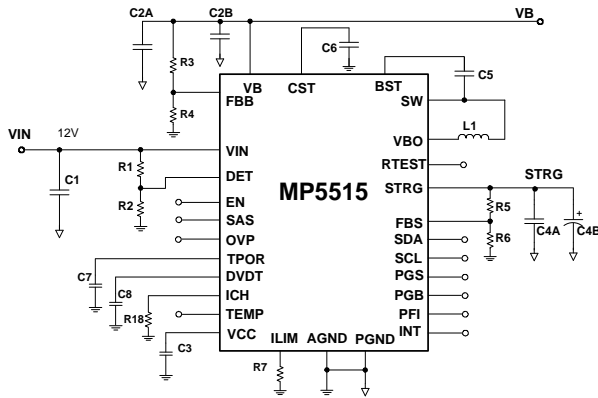 C2A C2B VB
C6
R3 C5
VB CST BST
FBB SW
R4
VIN 12V L1
VIN VBO
R1 RTEST
DET
C1 MP5515 STRG STRG
R2 EN R5
SAS FBS C4A + C4B
OVP SDA R6
TPOR SCL
C7 DVDT PGS
C8 ICH PGB
R18 TEMP PFI
VCC INT
C3 ILIM AGND PGND
R7